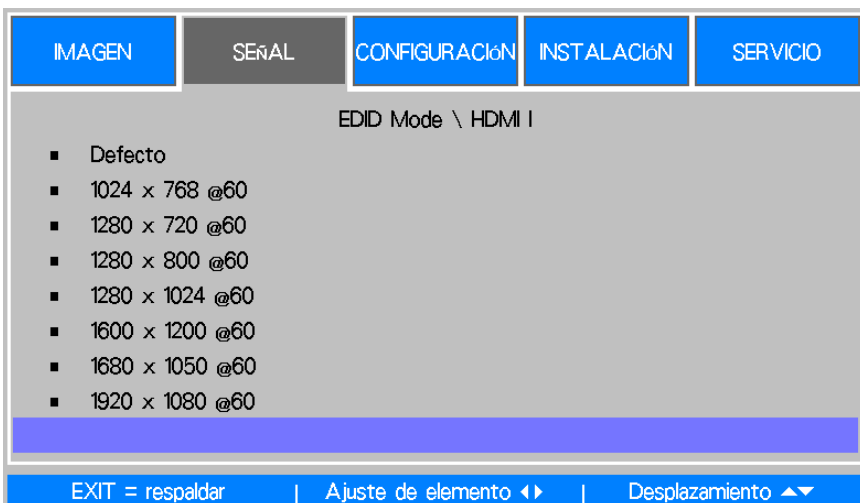 IMAGEN SEñAL CONFIGURACIóN INSTALACIóN SERVICIO
EDID Mode \ HDMI I
▪ Defecto
▪ 1024 x 768 @60
▪ 1280 x 720 @60
▪ 1280 x 800 @60
▪ 1280 x 1024 @60
▪ 1600 x 1200 @60
▪ 1680 x 1050 @60
▪ 1920 x 1080 @60
EXIT = respaldar | Ajuste de elemento ◂▸ | Desplazamiento ▲▼